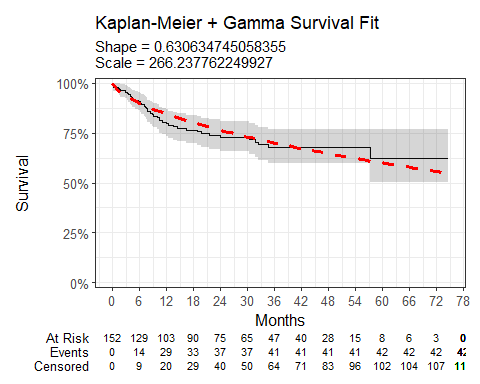 Kaplan-Meier + Gamma Survival Fit
Shape = 0.630634745058355
Scale = 266.237762249927
100%
75%
50%
25%
0%
Survival
0 6 12 18 24 30 36 42 48 54 60 66 72 78
Months
At Risk 152 129 103 90 75 65 47 40 28 15 8 6 3 0
Events 0 14 29 33 37 37 41 41 41 41 42 42 42 42
Censored 0 9 20 29 40 50 64 71 83 96 102 104 107 11